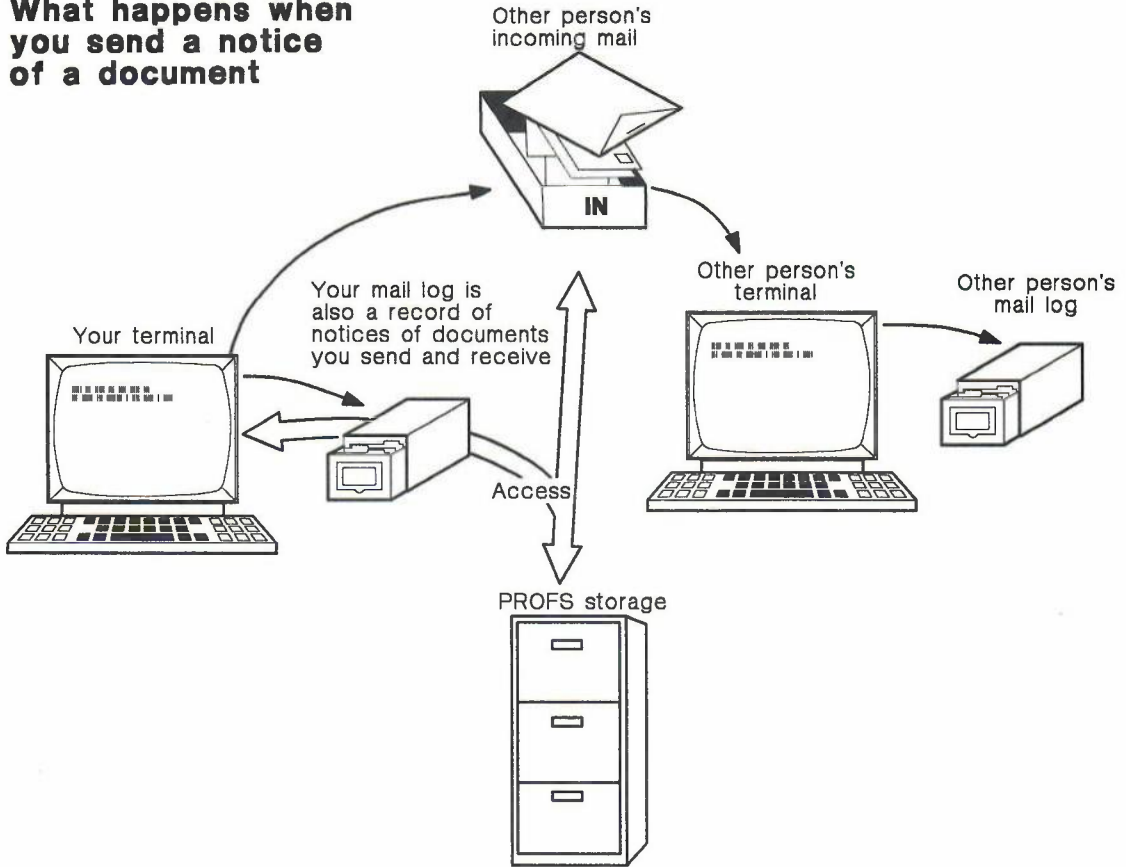 What happens when
you send a notice
of a document
Other person's
incoming mail
IN
Other person's
terminal
Other person's
mail log
Your mail log is
also a record of
notices of documents
you send and receive
Your terminal
Access
PROFS storage